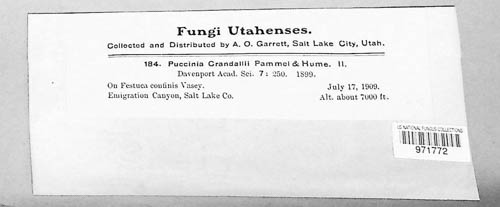 Fungi Utahenses.
Collected and Distributed by A. O. Garrett, Salt Lake City, Utah.
184. Puccinia Crandallii Pammel & Hume. II.
Davenport Acad. Sci. 7: 250. 1899.
On Festuca confinis Vasey. July 17, 1909.
Emigration Canyon, Salt Lake Co. Alt. about 7000 ft.
US NATIONAL FUNGUS COLLECTIONS
971772